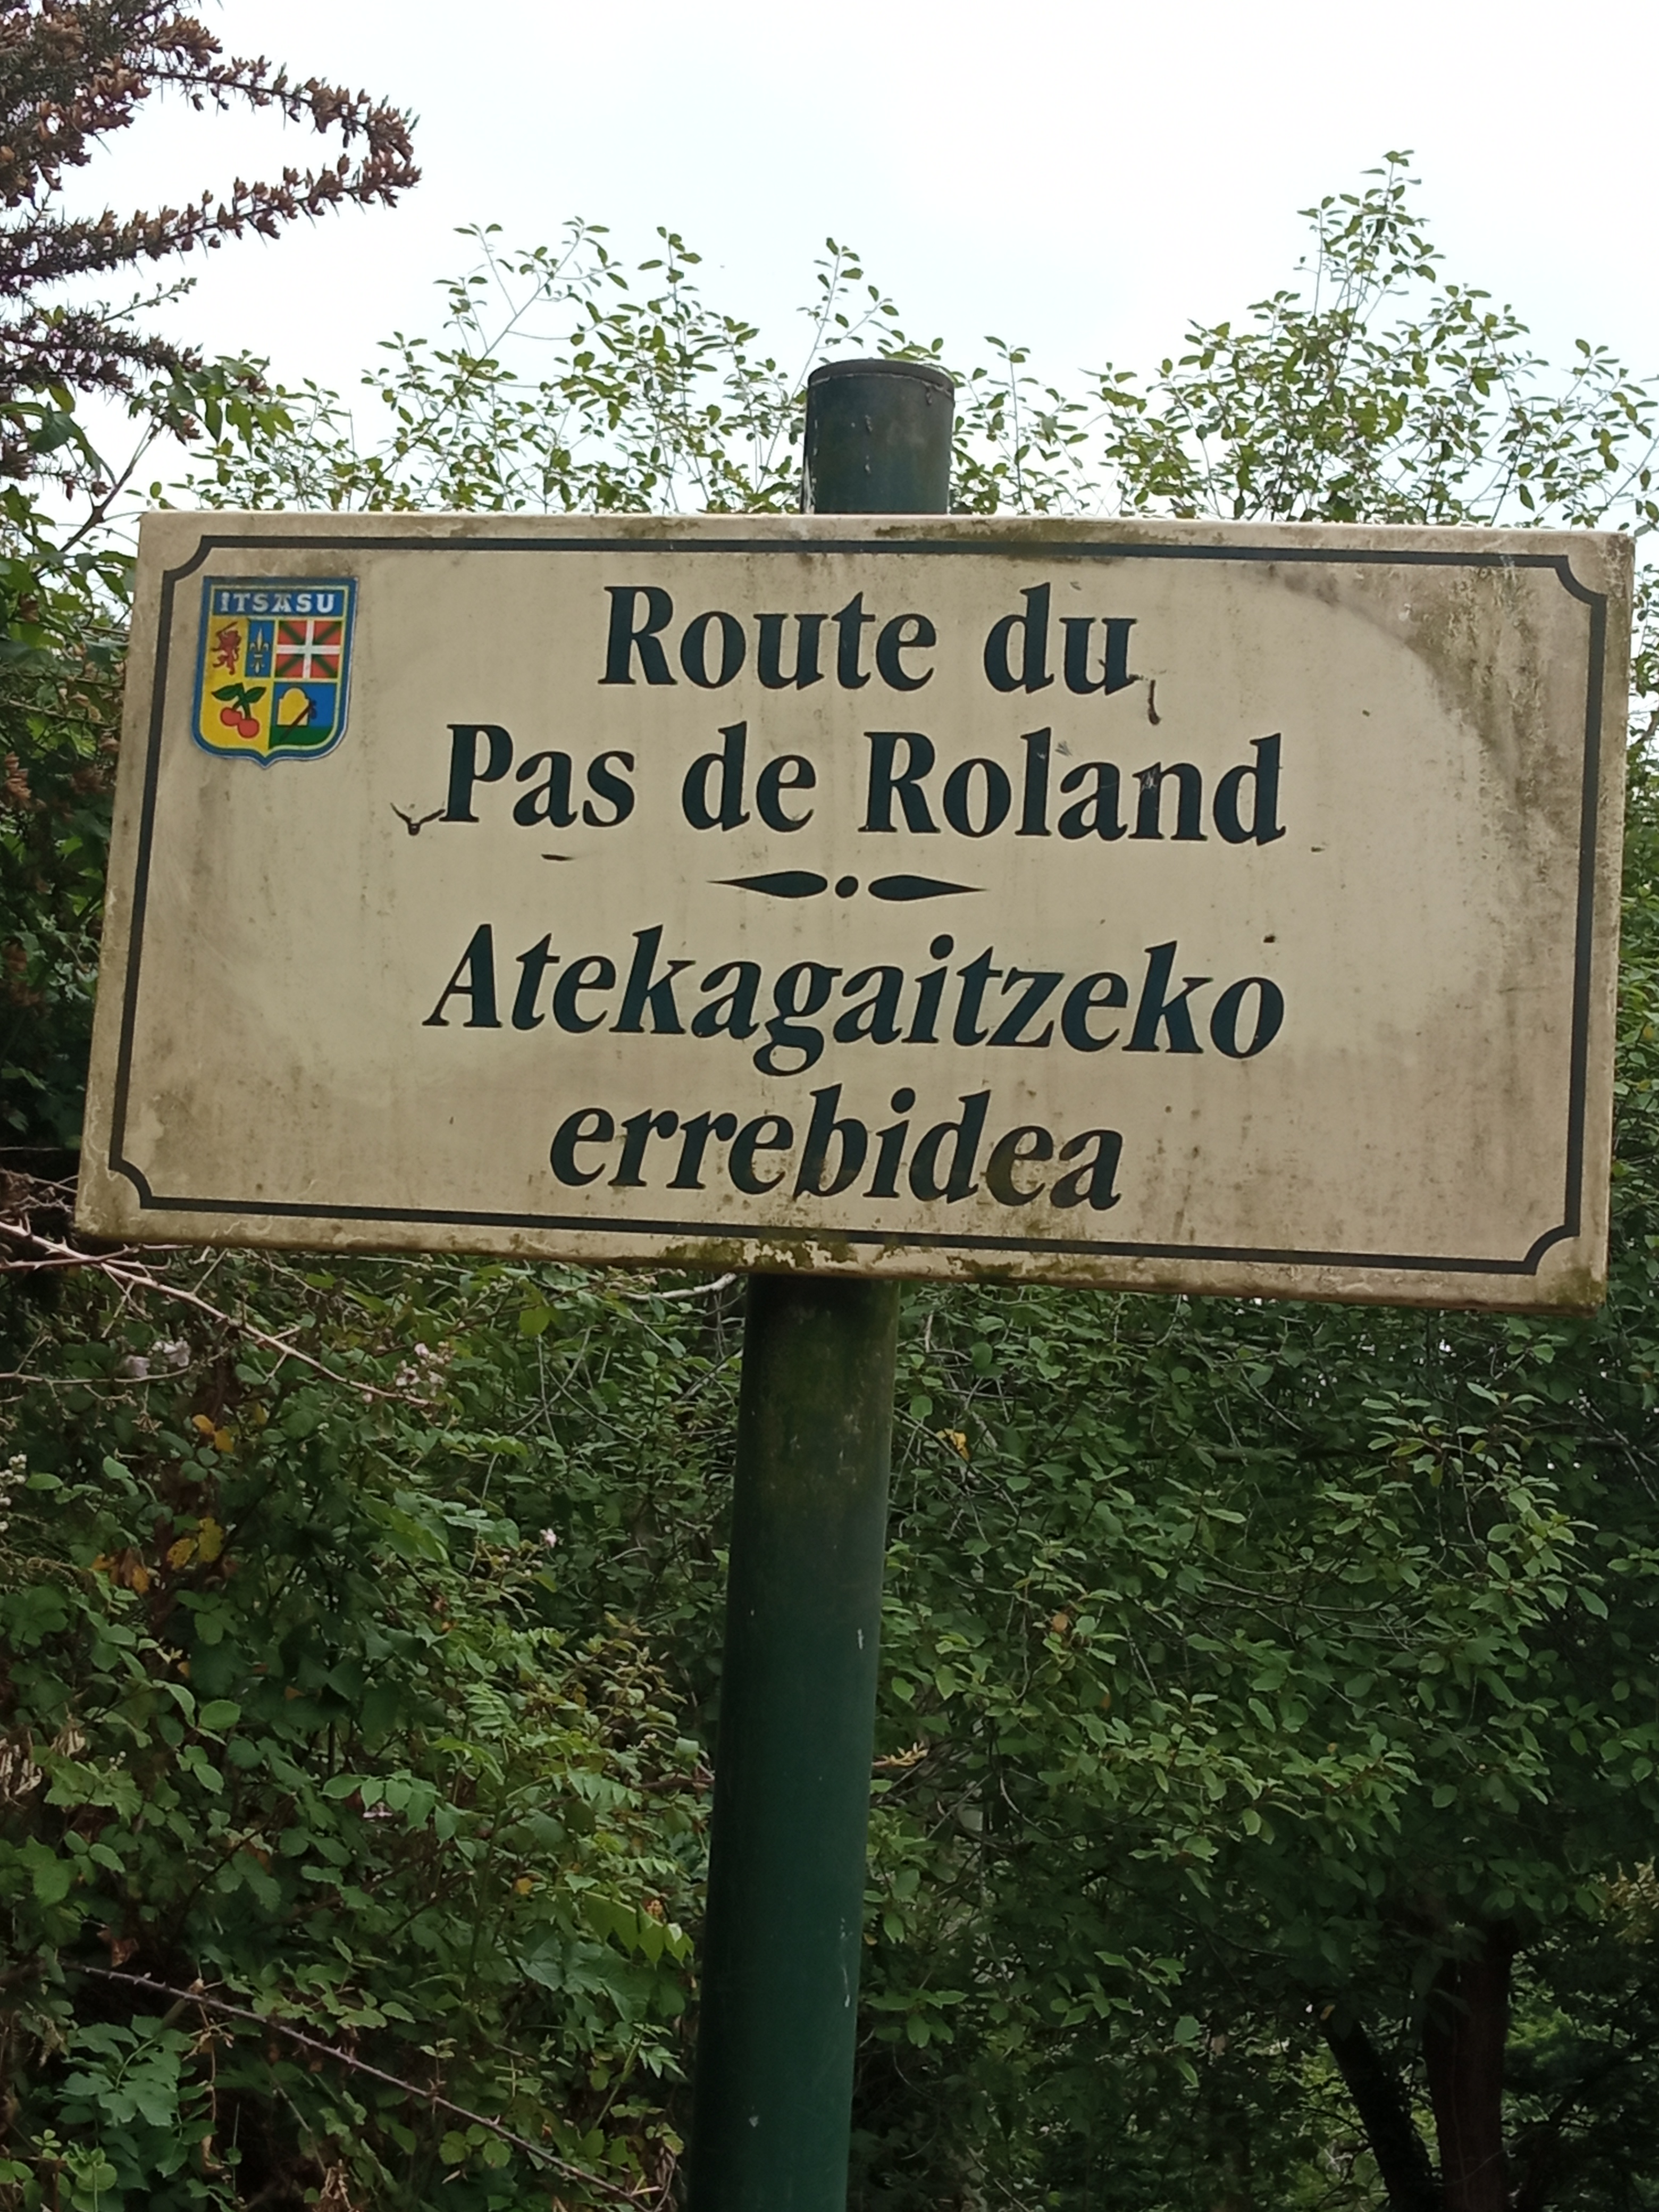 ITSASU
Route du
Pas de Roland
Atekagaitzeko
errebidea